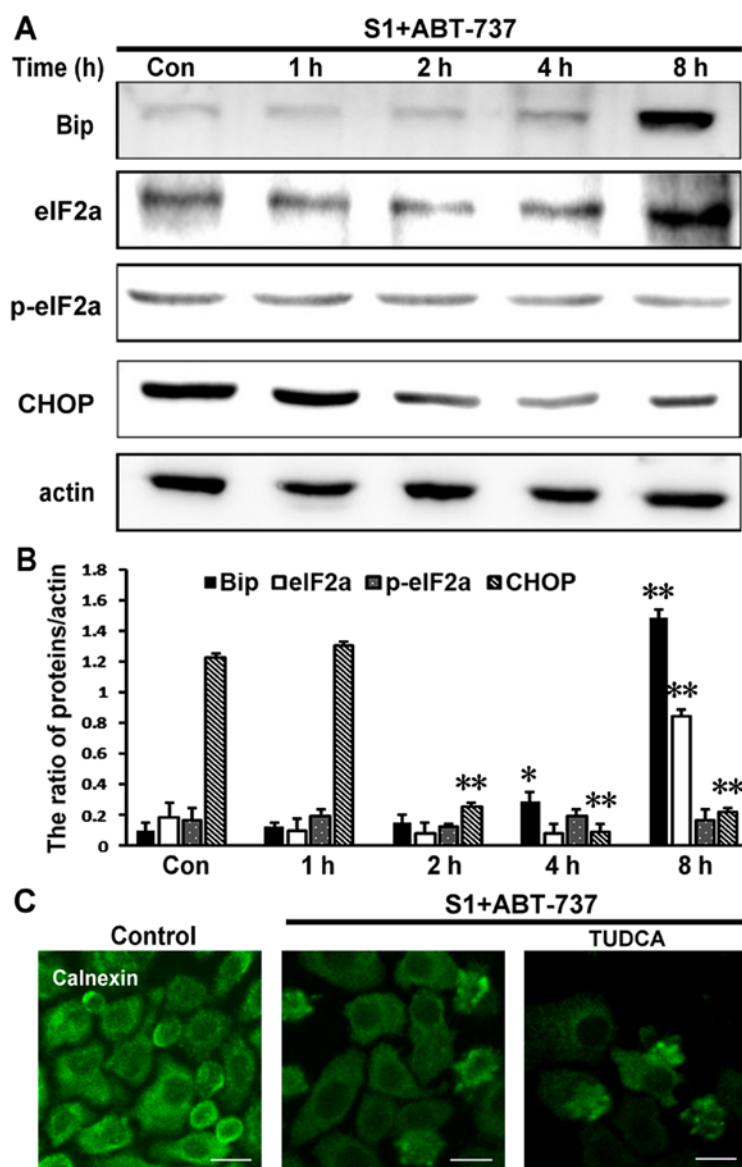 A
S1+ABT-737
Time (h) Con 1 h 2 h 4 h 8 h
Bip
eIF2a
p-eIF2a
CHOP
actin
B
The ratio of proteins/actin
1.8
1.6
1.4
1.2
1
0.8
0.6
0.4
0.2
0
Bip eIF2a p-eIF2a CHOP
** ** ** * ** **
Con 1 h 2 h 4 h 8 h
C
S1+ABT-737
Control TUDCA
Calnexin